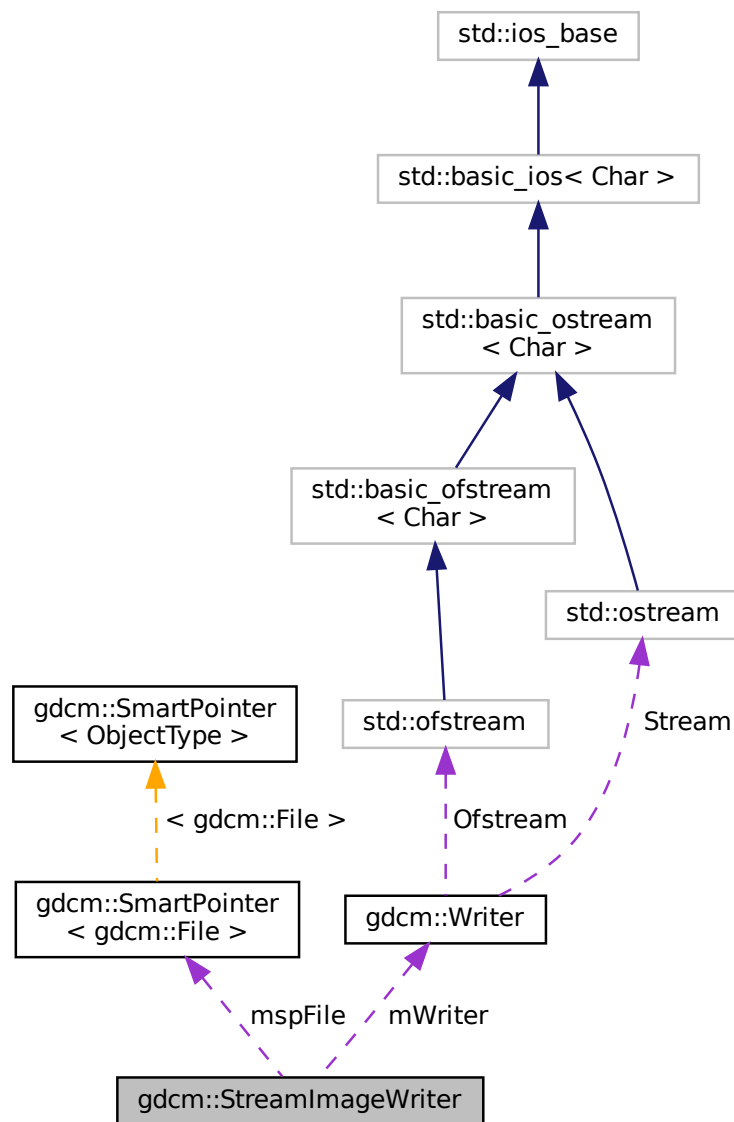 std::ios_base
std::basic_ios< Char >
std::basic_ostream
< Char >
std::basic_ofstream
< Char >
std::ostream
gdcm::SmartPointer
< ObjectType >
std::ofstream
Stream
< gdcm::File >
Ofstream
gdcm::SmartPointer
< gdcm::File >
gdcm::Writer
mspFile
mWriter
gdcm::StreamImageWriter